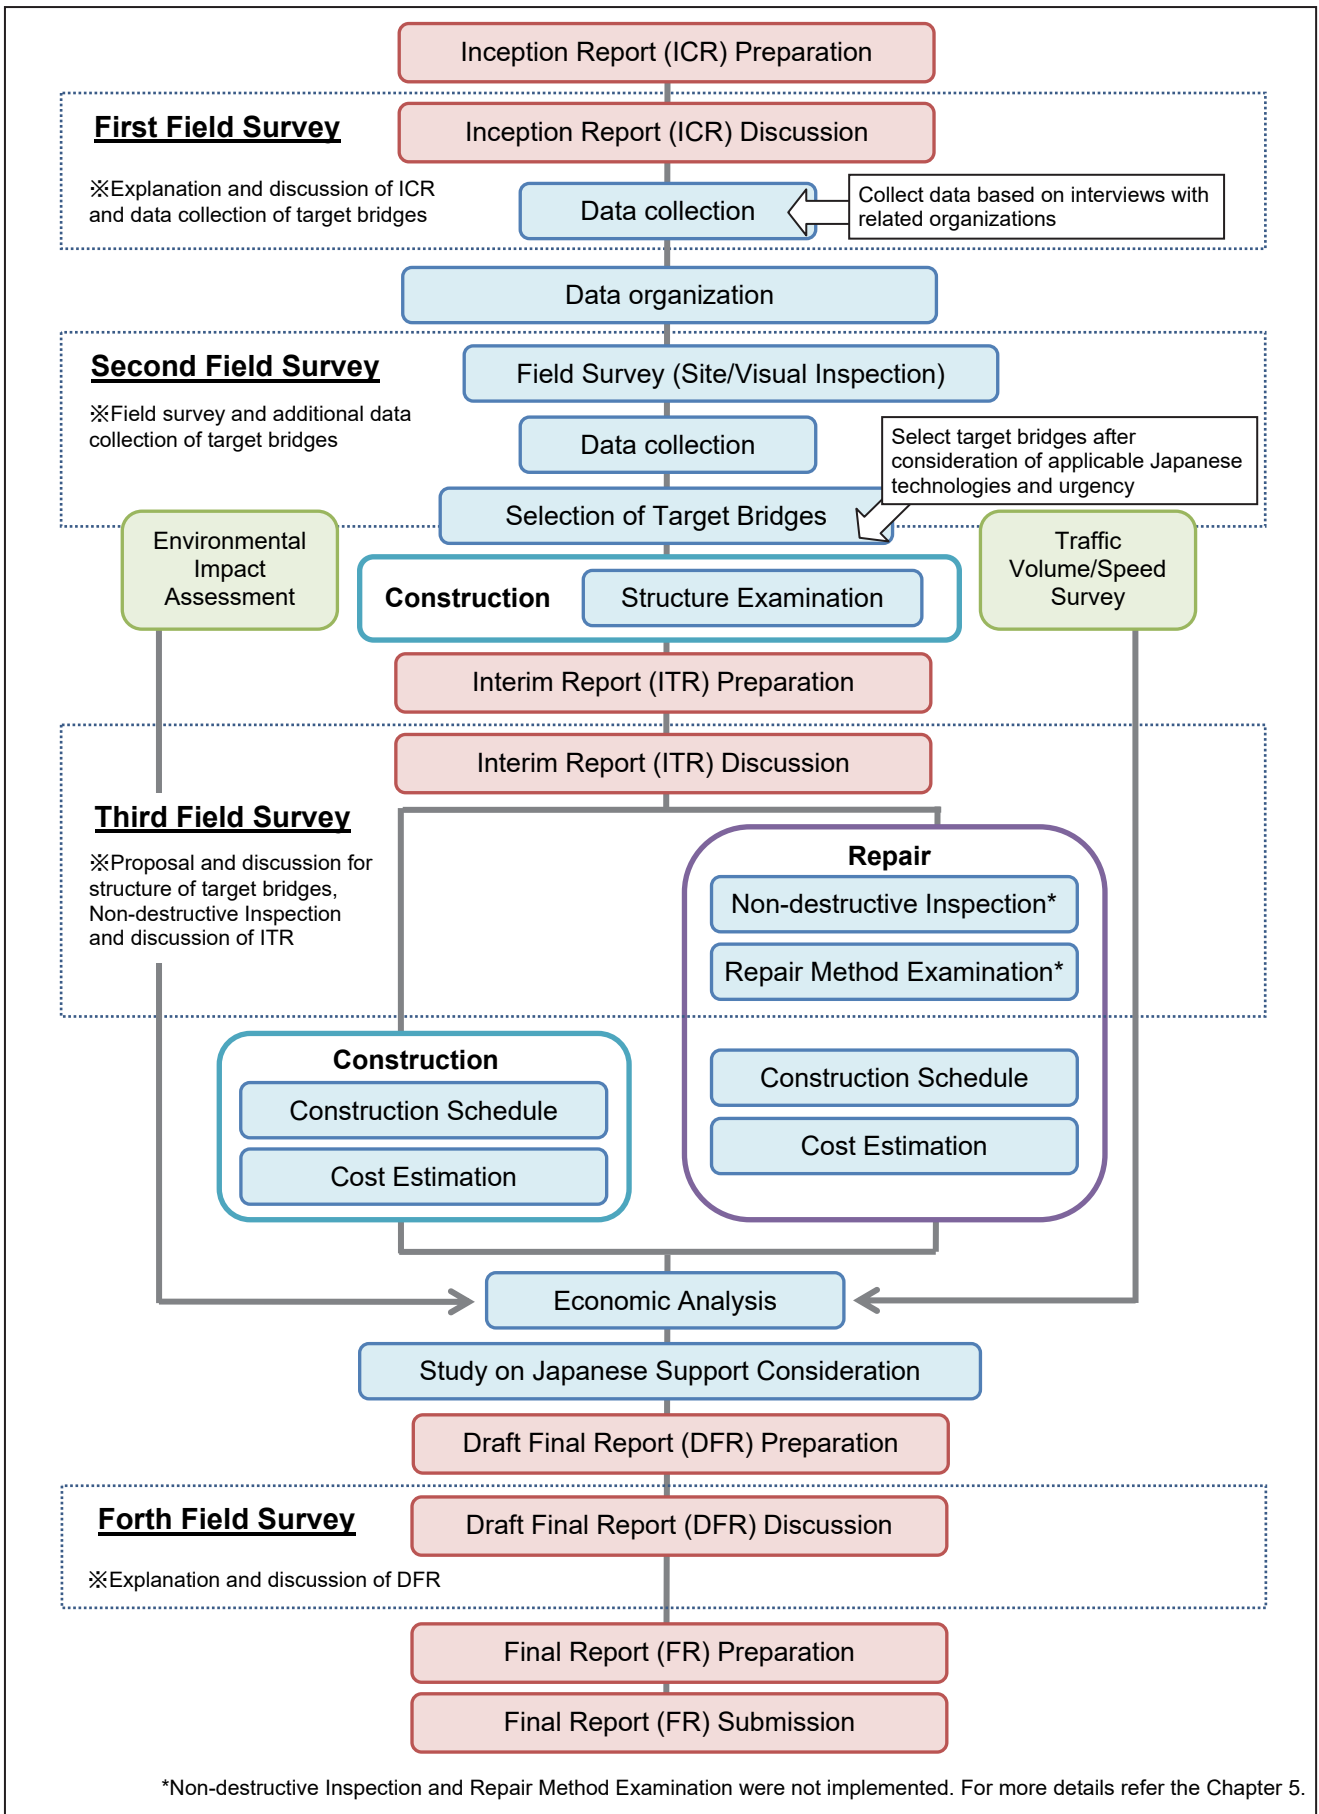 Inception Report (ICR) Preparation
First Field Survey
Inception Report (ICR) Discussion
※Explanation and discussion of ICR
and data collection of target bridges
Data collection
Collect data based on interviews with
related organizations
Data organization
Second Field Survey
Field Survey (Site/Visual Inspection)
※Field survey and additional data
collection of target bridges
Data collection
Select target bridges after
consideration of applicable Japanese
technologies and urgency
Selection of Target Bridges
Environmental
Impact
Assessment
Construction
Structure Examination
Traffic
Volume/Speed
Survey
Interim Report (ITR) Preparation
Interim Report (ITR) Discussion
Third Field Survey
※Proposal and discussion for
structure of target bridges,
Non-destructive Inspection
and discussion of ITR
Repair
Non-destructive Inspection*
Repair Method Examination*
Construction Schedule
Cost Estimation
Construction
Construction Schedule
Cost Estimation
Economic Analysis
Study on Japanese Support Consideration
Draft Final Report (DFR) Preparation
Forth Field Survey
Draft Final Report (DFR) Discussion
※Explanation and discussion of DFR
Final Report (FR) Preparation
Final Report (FR) Submission
*Non-destructive Inspection and Repair Method Examination were not implemented. For more details refer the Chapter 5.